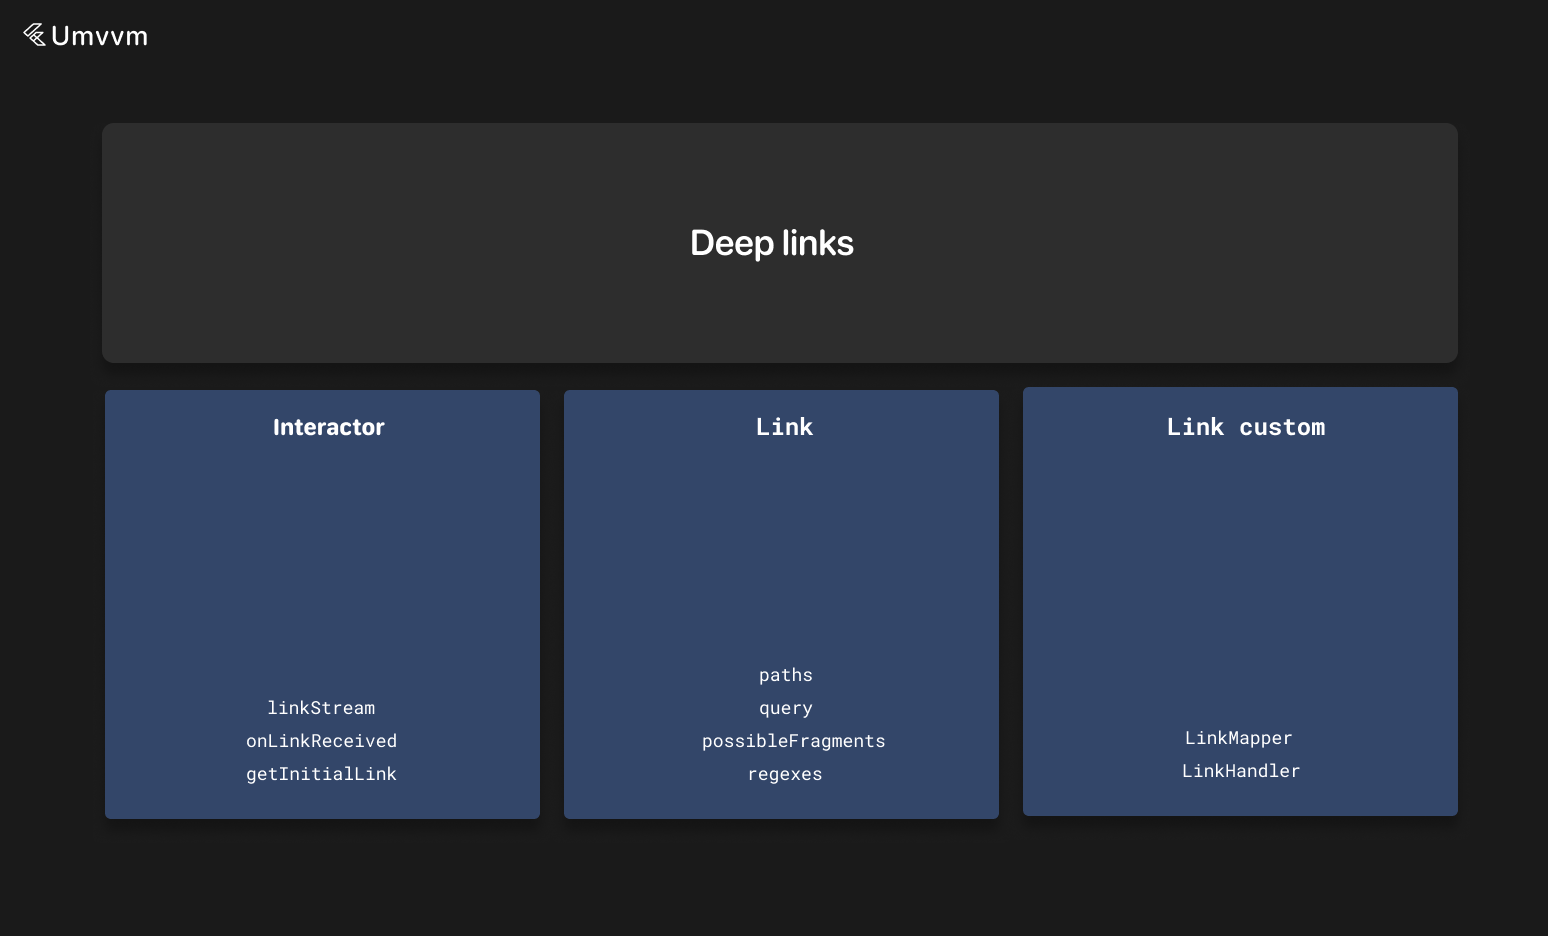 Umvvm
Deep links
Interactor
linkStream
onLinkReceived
getInitialLink
Link
paths
query
possibleFragments
regexes
Link custom
LinkMapper
LinkHandler